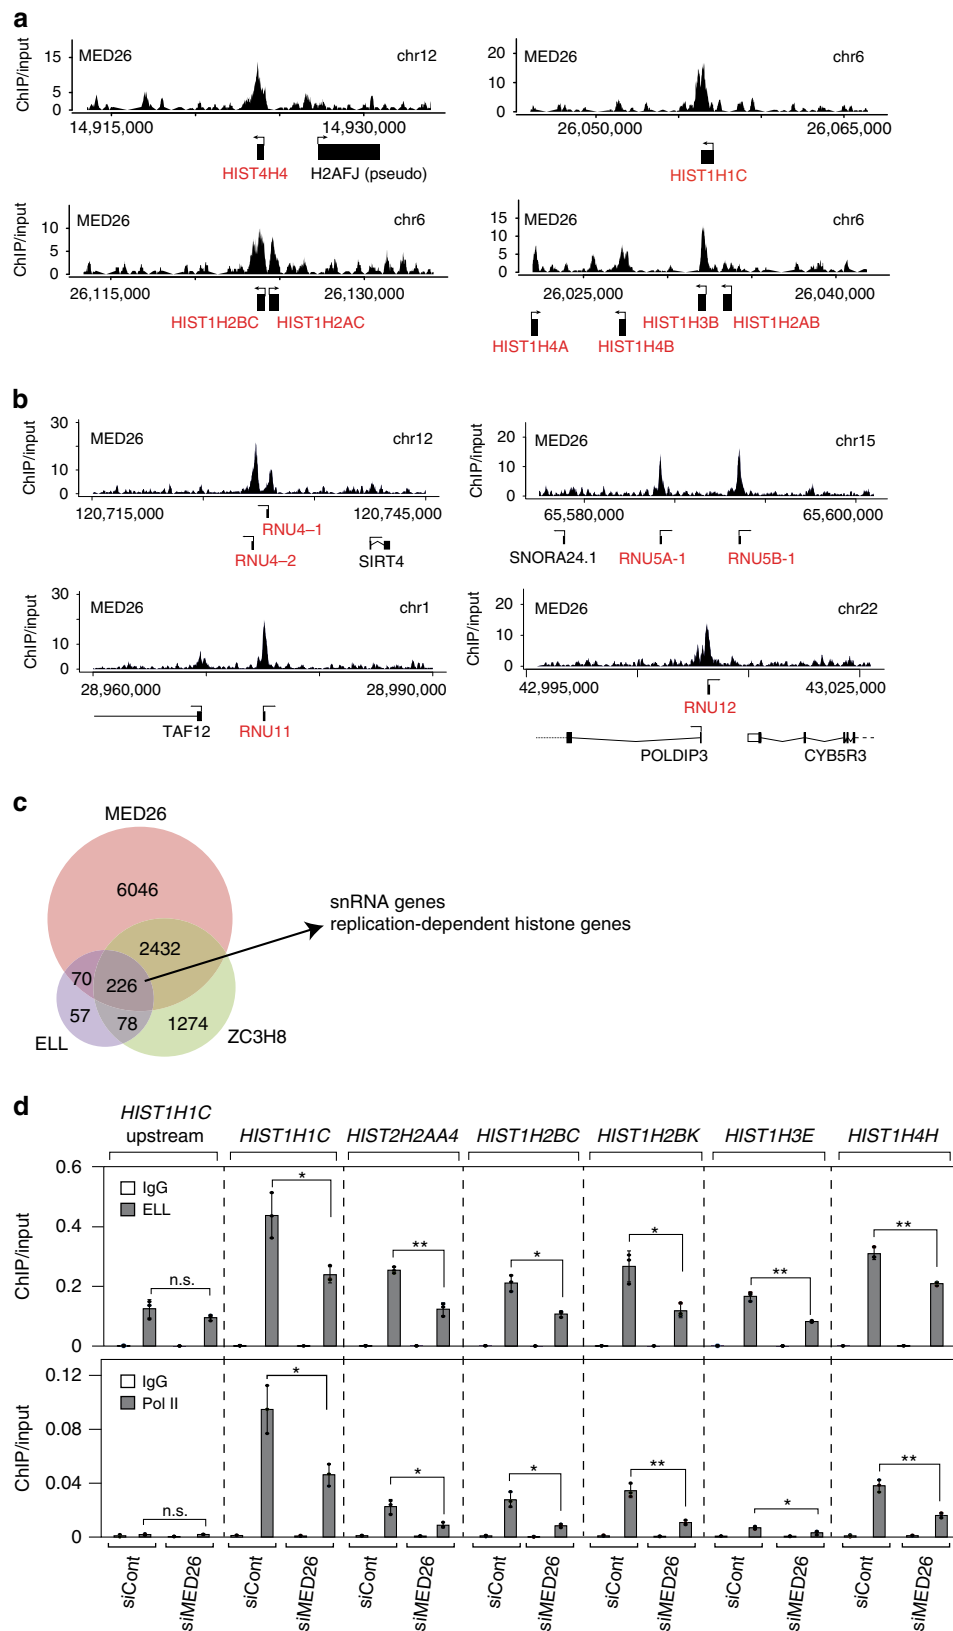 a
ChIP/input
15
5
0
MED26
chr12
14,915,000
14,930,000
HIST4H4
H2AFJ (pseudo)
20
10
0
MED26
chr6
26,050,000
26,065,000
HIST1H1C
ChIP/input
10
5
0
MED26
chr6
26,115,000
26,130,000
HIST1H2BC
HIST1H2AC
15
10
5
0
MED26
chr6
26,025,000
26,040,000
HIST1H3B
HIST1H2AB
HIST1H4A
HIST1H4B
b
ChIP/input
30
10
0
MED26
chr12
120,715,000
120,745,000
RNU4–1
RNU4–2
SIRT4
ChIP/input
20
10
0
MED26
chr15
65,580,000
65,600,000
SNORA24.1
RNU5A-1
RNU5B-1
ChIP/input
30
10
0
MED26
chr1
28,960,000
28,990,000
TAF12
RNU11
ChIP/input
20
10
0
MED26
chr22
42,995,000
43,025,000
RNU12
POLDIP3
CYB5R3
c
MED26
6046
2432
70
226
57
78
1274
ELL
ZC3H8
snRNA genes
replication-dependent histone genes
d
HIST1H1C
upstream
HIST1H1C
HIST2H2AA4
HIST1H2BC
HIST1H2BK
HIST1H3E
HIST1H4H
ChIP/input
0.6
0.4
0.2
0
IgG
ELL
n.s.
*
**
*
*
**
**
ChIP/input
0.12
0.08
0.04
0
IgG
Pol II
n.s.
*
*
*
**
*
**
siCont
siMED26
siCont
siMED26
siCont
siMED26
siCont
siMED26
siCont
siMED26
siCont
siMED26
siCont
siMED26